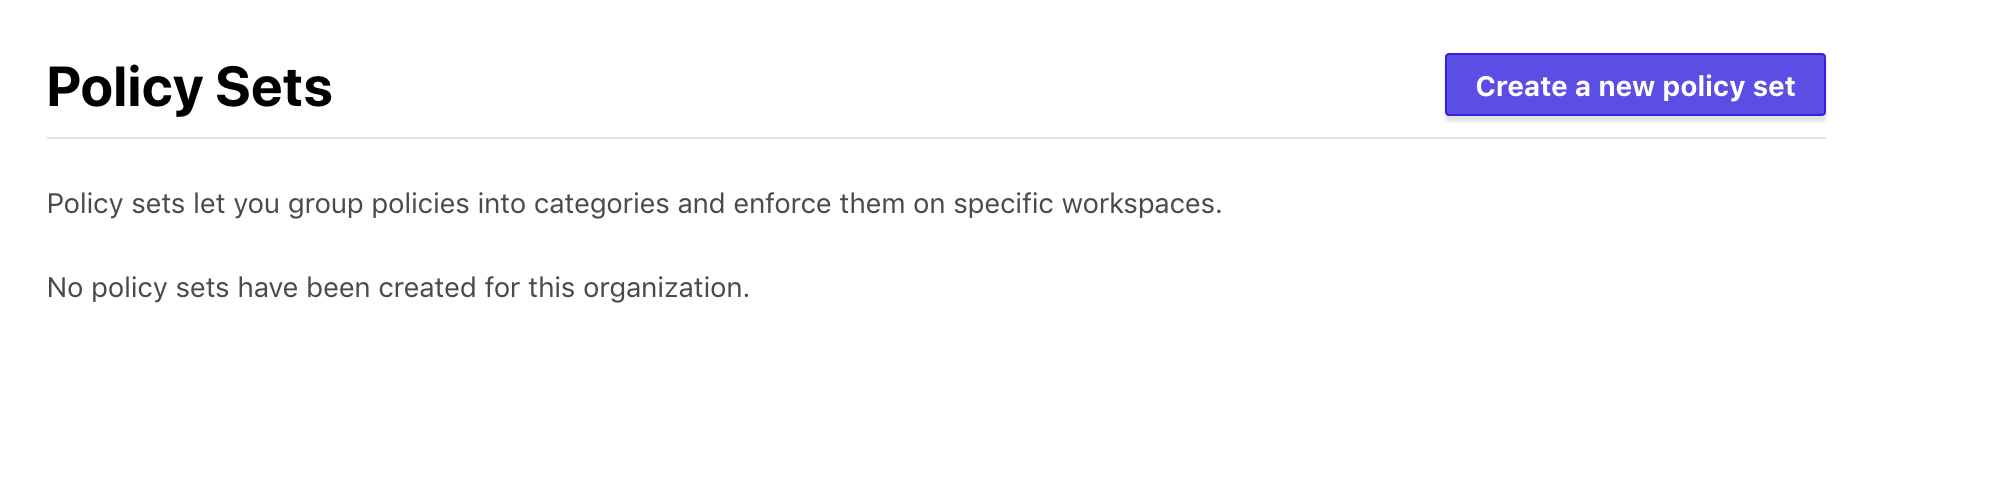 Policy Sets
Create a new policy set
Policy sets let you group policies into categories and enforce them on specific workspaces.
No policy sets have been created for this organization.